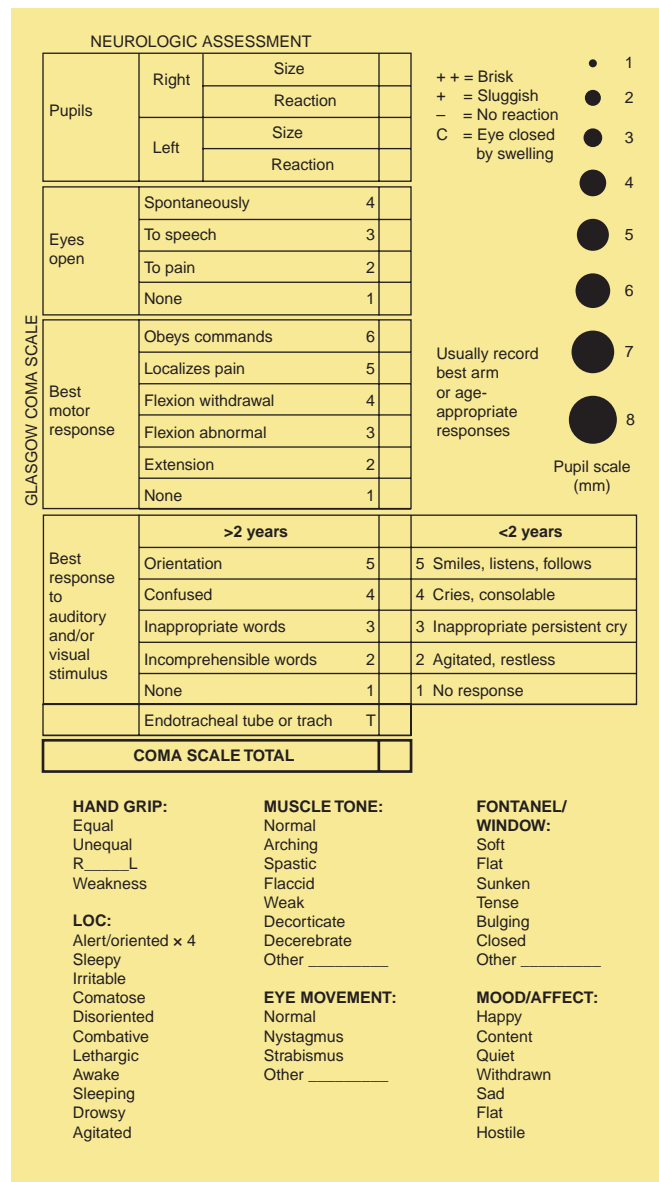 NEUROLOGIC ASSESSMENT
Pupils
Right
Size
Reaction
Left
Size
Reaction
+ + = Brisk
+ = Sluggish
– = No reaction
C = Eye closed
by swelling
1
2
3
4
5
6
7
8
Pupil scale
(mm)
GLASGOW COMA SCALE
Eyes
open
Spontaneously 4
To speech 3
To pain 2
None 1
Best
motor
response
Obeys commands 6
Localizes pain 5
Flexion withdrawal 4
Flexion abnormal 3
Extension 2
None 1
Usually record
best arm
or age-
appropriate
responses
Best
response
to
auditory
and/or
visual
stimulus
>2 years
Orientation 5
Confused 4
Inappropriate words 3
Incomprehensible words 2
None 1
Endotracheal tube or trach T
<2 years
5 Smiles, listens, follows
4 Cries, consolable
3 Inappropriate persistent cry
2 Agitated, restless
1 No response
COMA SCALE TOTAL
HAND GRIP:
Equal
Unequal
R_____L
Weakness
LOC:
Alert/oriented × 4
Sleepy
Irritable
Comatose
Disoriented
Combative
Lethargic
Awake
Sleeping
Drowsy
Agitated
MUSCLE TONE:
Normal
Arching
Spastic
Flaccid
Weak
Decorticate
Decerebrate
Other _________
EYE MOVEMENT:
Normal
Nystagmus
Strabismus
Other _________
FONTANEL/
WINDOW:
Soft
Flat
Sunken
Tense
Bulging
Closed
Other _________
MOOD/AFFECT:
Happy
Content
Quiet
Withdrawn
Sad
Flat
Hostile